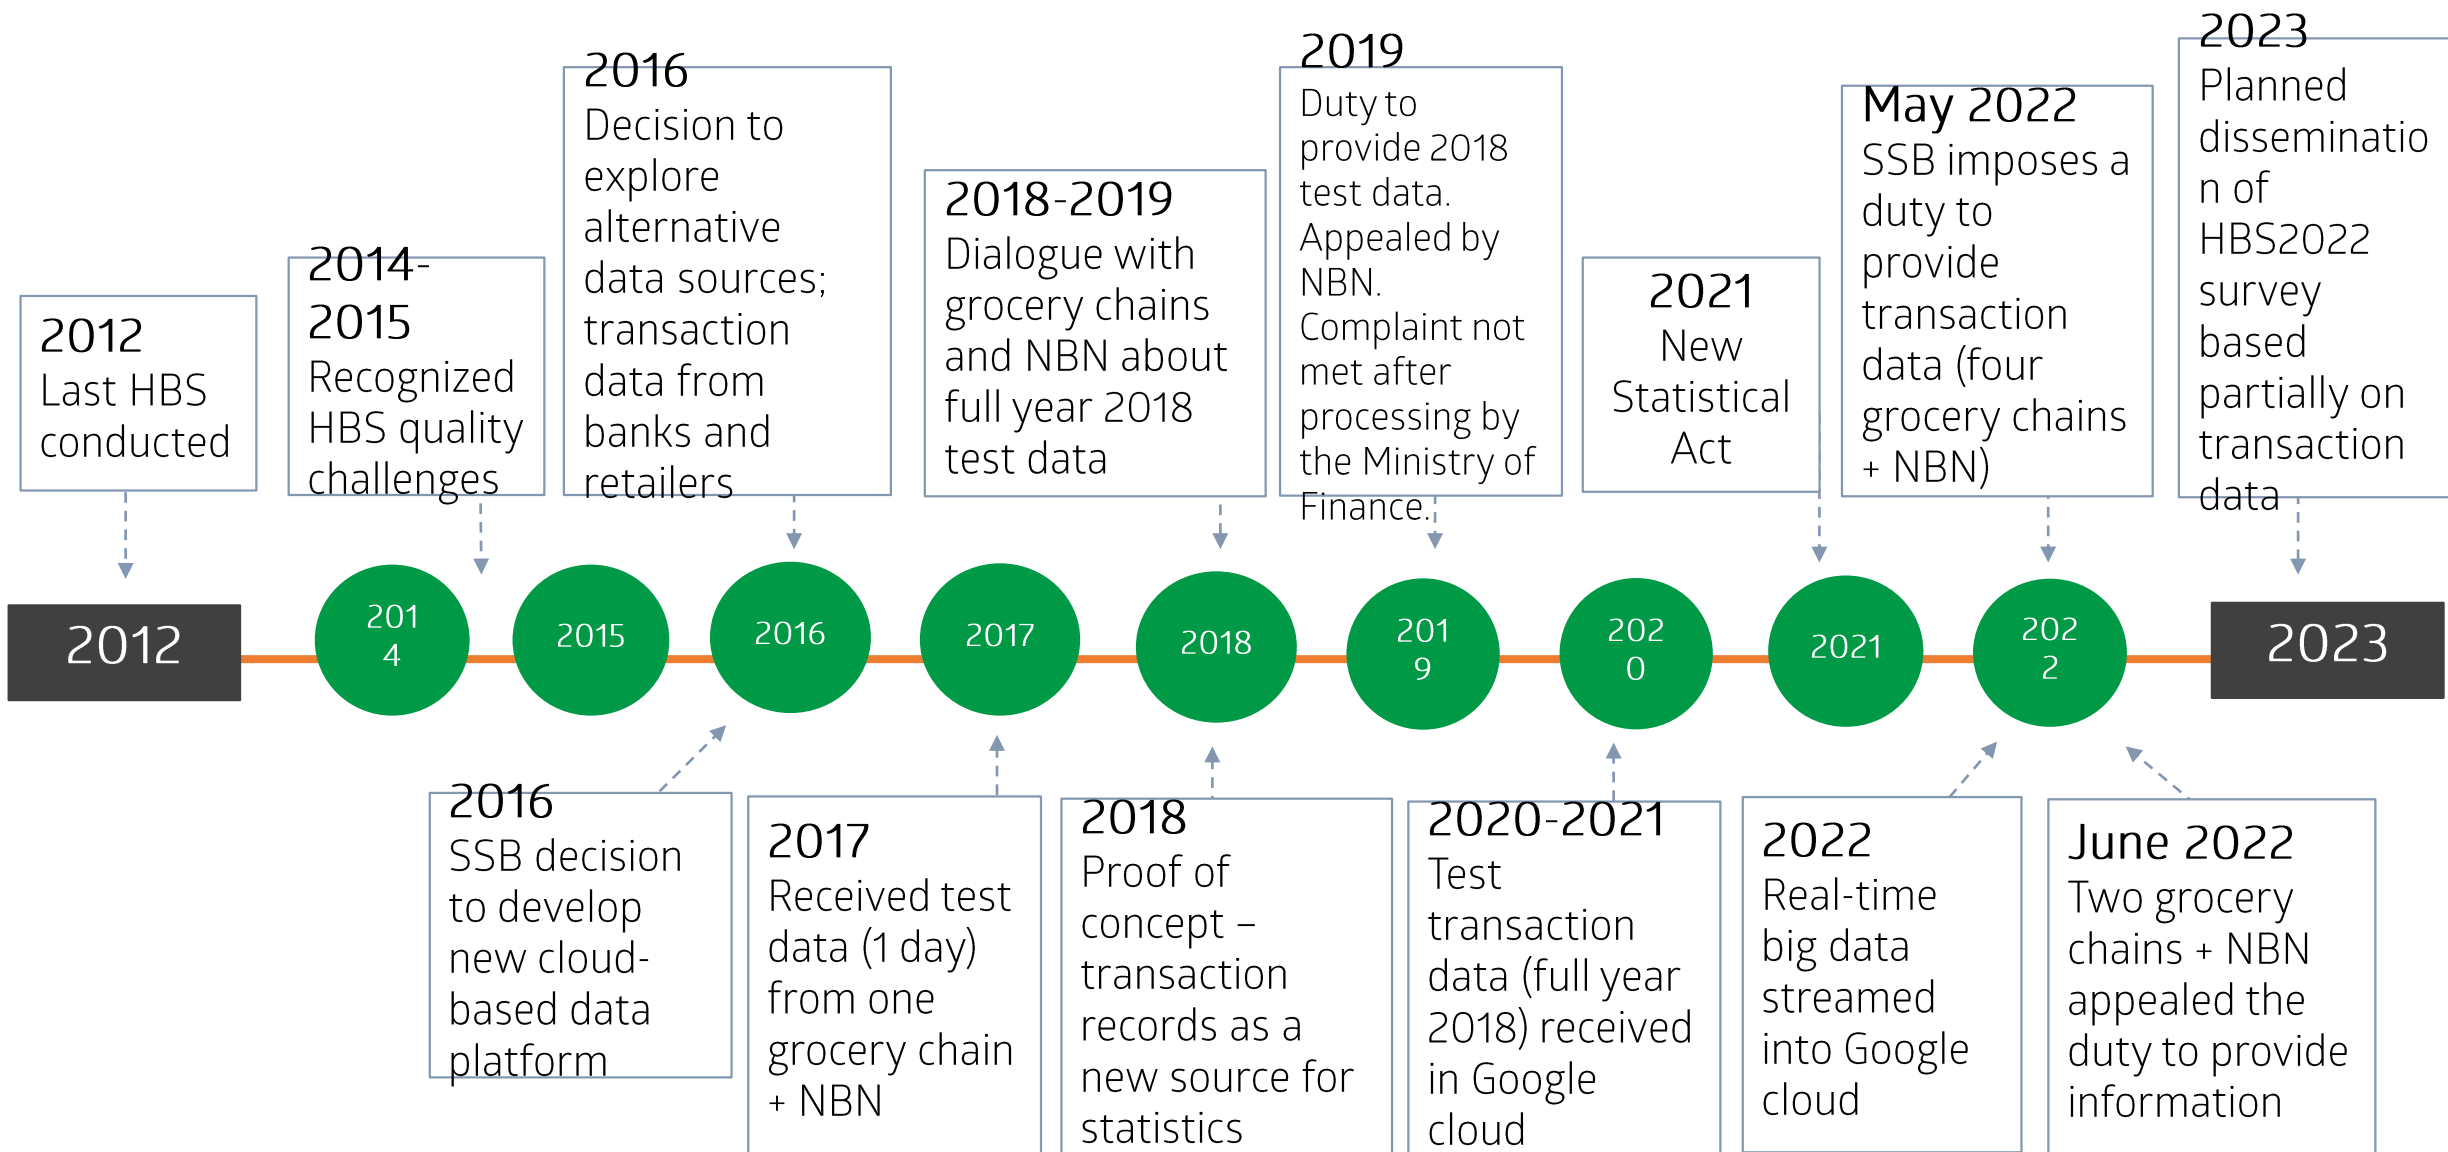 2012
Last HBS
conducted
2014-
2015
Recognized
HBS quality
challenges
2016
Decision to
explore
alternative
data sources;
transaction
data from
banks and
retailers
2018-2019
Dialogue with
grocery chains
and NBN about
full year 2018
test data
2019
Duty to
provide 2018
test data.
Appealed by
NBN.
Complaint not
met after
processing by
the Ministry of
Finance.
2021
New
Statistical
Act
May 2022
SSB imposes a
duty to
provide
transaction
data (four
grocery chains
+ NBN)
2023
Planned
disseminatio
n of
HBS2022
survey
based
partially on
transaction
data
2012
201
4
2015
2016
2017
2018
201
9
202
0
2021
202
2
2023
2016
SSB decision
to develop
new cloud-
based data
platform
2017
Received test
data (1 day)
from one
grocery chain
+ NBN
2018
Proof of
concept –
transaction
records as a
new source for
statistics
2020-2021
Test
transaction
data (full year
2018) received
in Google
cloud
2022
Real-time
big data
streamed
into Google
cloud
June 2022
Two grocery
chains + NBN
appealed the
duty to provide
information